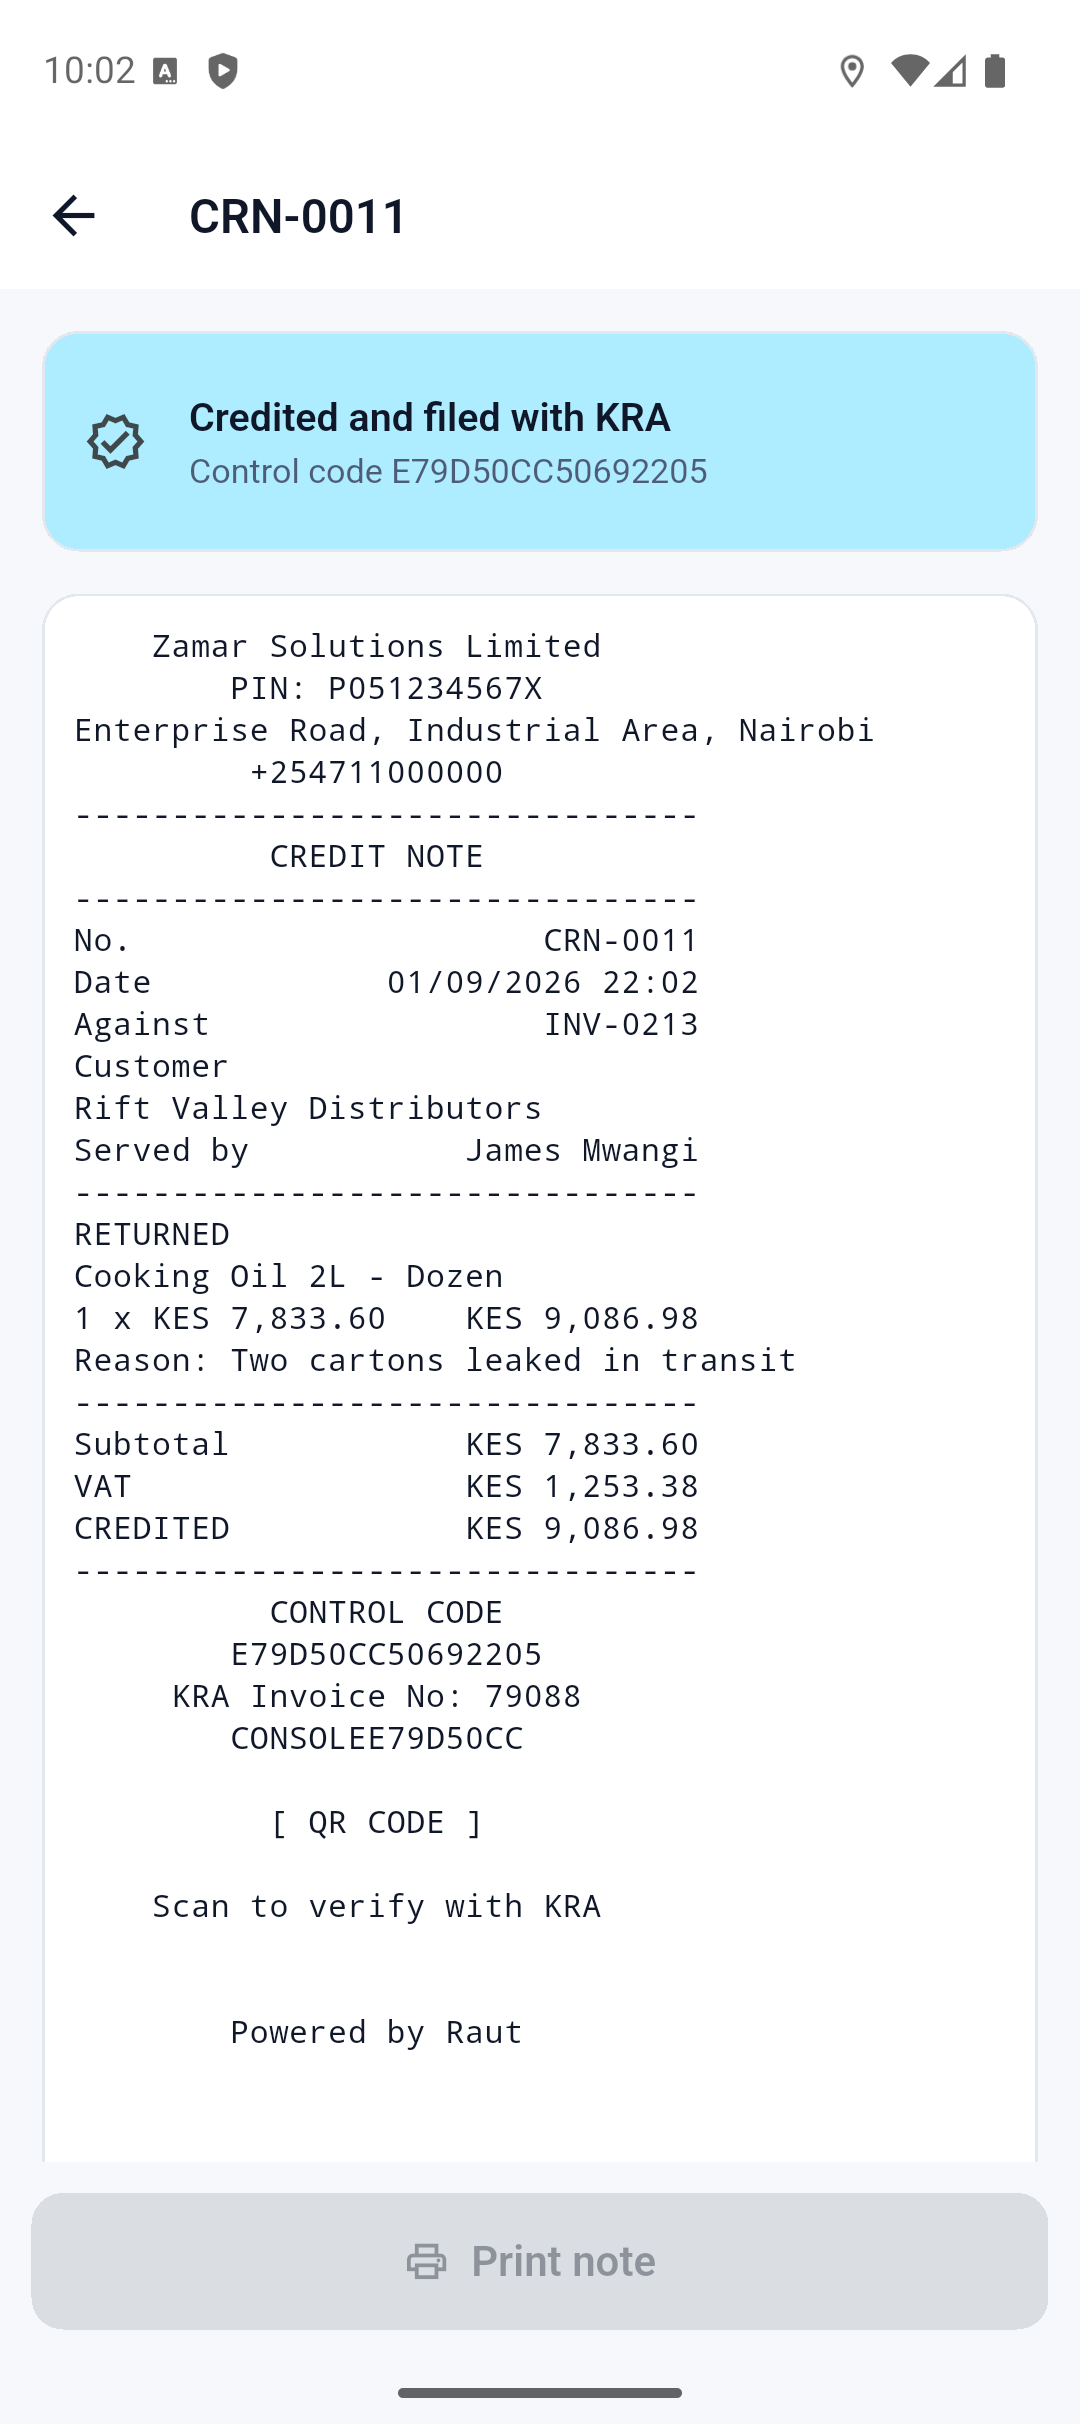 10:02
CRN-0011
Credited and filed with KRA
Control code E79D50CC50692205
Zamar Solutions Limited
PIN: P051234567X
Enterprise Road, Industrial Area, Nairobi
+254711000000
--------------------------------
CREDIT NOTE
--------------------------------
No. CRN-0011
Date 01/09/2026 22:02
Against INV-0213
Customer
Rift Valley Distributors
Served by James Mwangi
--------------------------------
RETURNED
Cooking Oil 2L - Dozen
1 x KES 7,833.60 KES 9,086.98
Reason: Two cartons leaked in transit
--------------------------------
Subtotal KES 7,833.60
VAT KES 1,253.38
CREDITED KES 9,086.98
--------------------------------
CONTROL CODE
E79D50CC50692205
KRA Invoice No: 79088
CONSOLEE79D50CC
[ QR CODE ]
Scan to verify with KRA
Powered by Raut
Print note